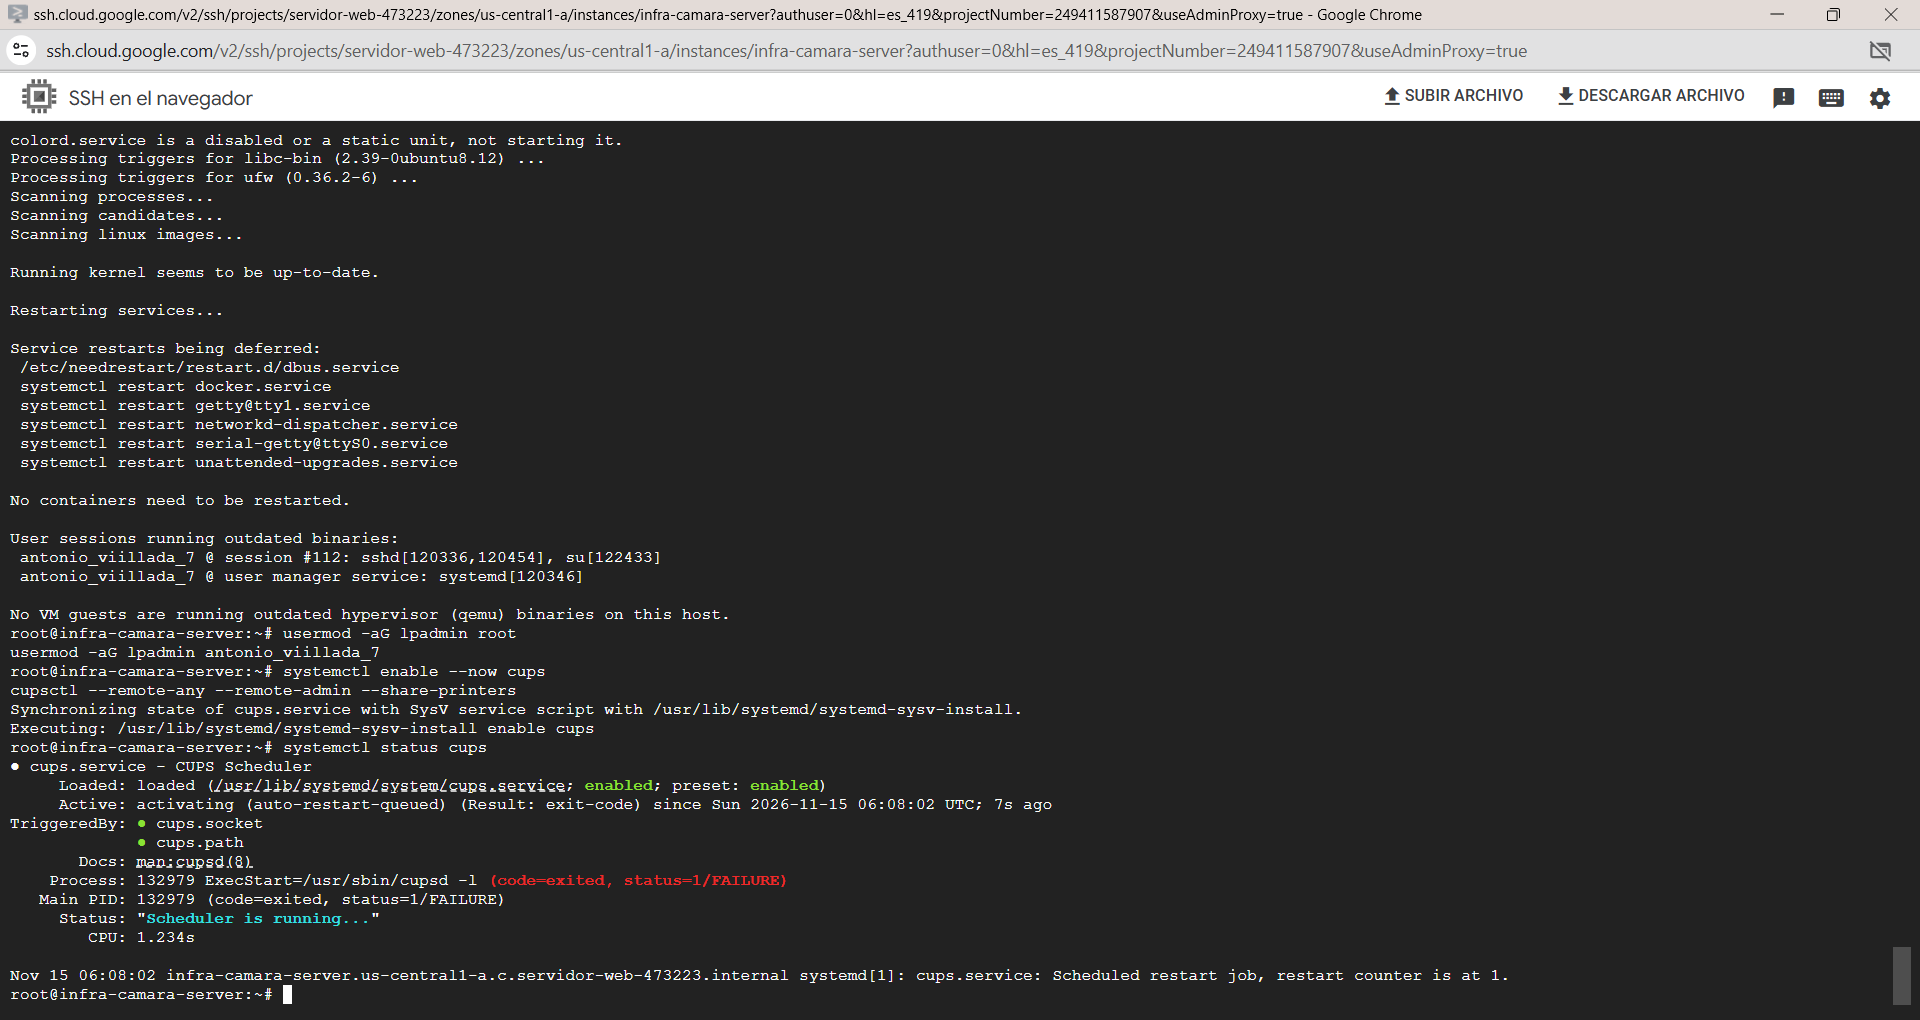 ssh.cloud.google.com/v2/ssh/projects/servidor-web-473223/zones/us-central1-a/instances/infra-camara-server?authuser=0&hl=es_419&projectNumber=249411587907&useAdminProxy=true - Google Chrome
ssh.cloud.google.com/v2/ssh/projects/servidor-web-473223/zones/us-central1-a/instances/infra-camara-server?authuser=0&hl=es_419&projectNumber=249411587907&useAdminProxy=true
SSH en el navegador
SUBIR ARCHIVO
DESCARGAR ARCHIVO
colord.service is a disabled or a static unit, not starting it.
Processing triggers for libc-bin (2.39-0ubuntu8.12) ...
Processing triggers for ufw (0.36.2-6) ...
Scanning processes...
Scanning candidates...
Scanning linux images...
Running kernel seems to be up-to-date.
Restarting services...
Service restarts being deferred:
/etc/needrestart/restart.d/dbus.service
systemctl restart docker.service
systemctl restart getty@tty1.service
systemctl restart networkd-dispatcher.service
systemctl restart serial-getty@ttyS0.service
systemctl restart unattended-upgrades.service
No containers need to be restarted.
User sessions running outdated binaries:
antonio_viillada_7 @ session #112: sshd[120336,120454], su[122433]
antonio_viillada_7 @ user manager service: systemd[120346]
No VM guests are running outdated hypervisor (qemu) binaries on this host.
root@infra-camara-server:~# usermod -aG lpadmin root
usermod -aG lpadmin antonio_viillada_7
root@infra-camara-server:~# systemctl enable --now cups
cupsctl --remote-any --remote-admin --share-printers
Synchronizing state of cups.service with SysV service script with /usr/lib/systemd/systemd-sysv-install.
Executing: /usr/lib/systemd/systemd-sysv-install enable cups
root@infra-camara-server:~# systemctl status cups
● cups.service - CUPS Scheduler
Loaded: loaded (/usr/lib/systemd/system/cups.service; enabled; preset: enabled)
Active: activating (auto-restart-queued) (Result: exit-code) since Sun 2026-11-15 06:08:02 UTC; 7s ago
TriggeredBy: ● cups.socket
● cups.path
Docs: man:cupsd(8)
Process: 132979 ExecStart=/usr/sbin/cupsd -l (code=exited, status=1/FAILURE)
Main PID: 132979 (code=exited, status=1/FAILURE)
Status: "Scheduler is running..."
CPU: 1.234s
Nov 15 06:08:02 infra-camara-server.us-central1-a.c.servidor-web-473223.internal systemd[1]: cups.service: Scheduled restart job, restart counter is at 1.
root@infra-camara-server:~#